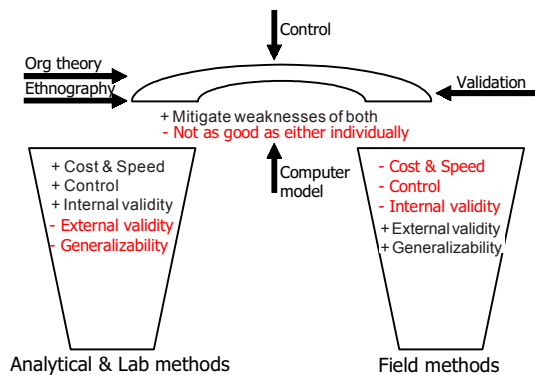 Control
Org theory
Ethnography
Validation
+ Mitigate weaknesses of both
- Not as good as either individually
Computer
model
+ Cost & Speed
+ Control
+ Internal validity
- External validity
- Generalizability
- Cost & Speed
- Control
- Internal validity
+ External validity
+ Generalizability
Analytical & Lab methods
Field methods